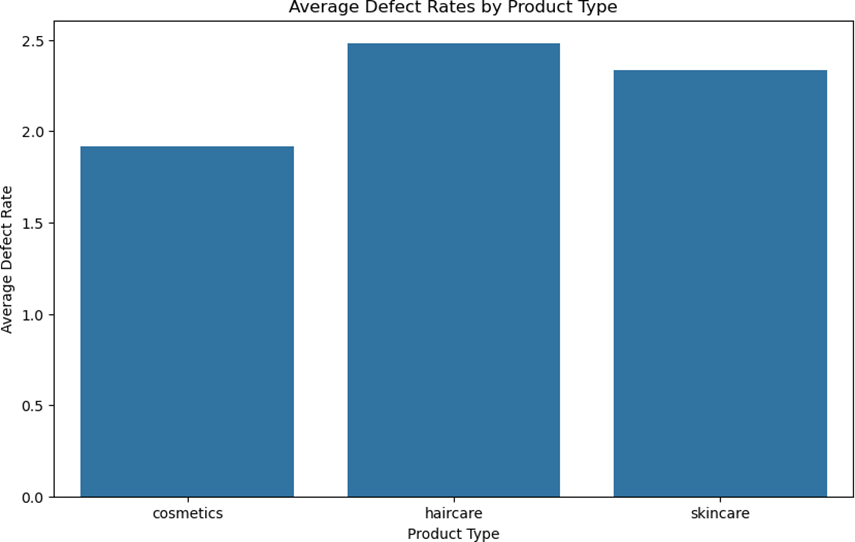 Average Defect Rates by Product Type
2.5
2.0
1.5
1.0
0.5
0.0
Average Defect Rate
cosmetics haircare skincare
Product Type